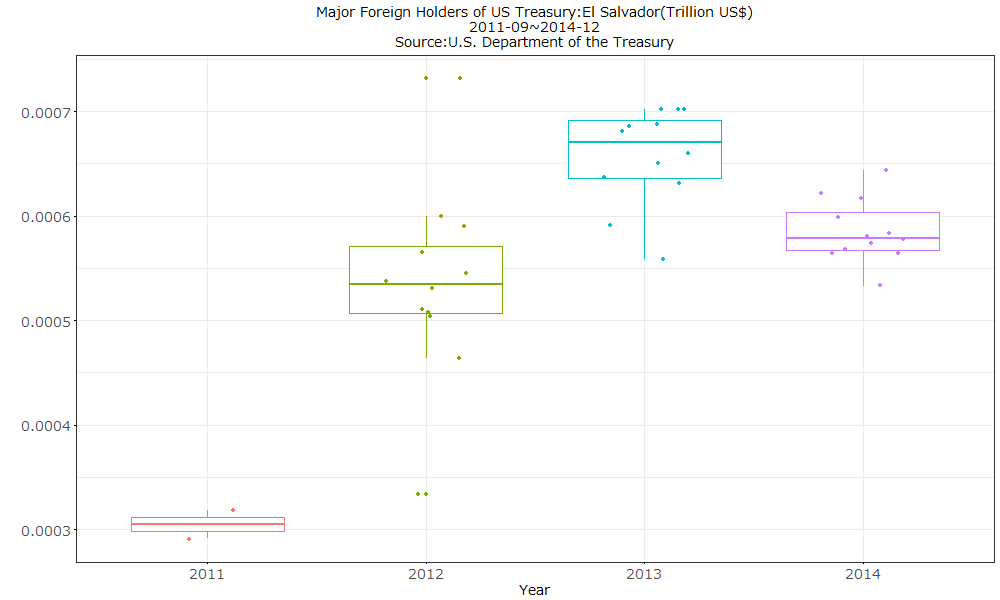 Major Foreign Holders of US Treasury:El Salvador(Trillion US$)
2011-09~2014-12
Source:U.S. Department of the Treasury
0.0007
0.0006
0.0005
0.0004
0.0003
2011 2012 2013 2014
Year